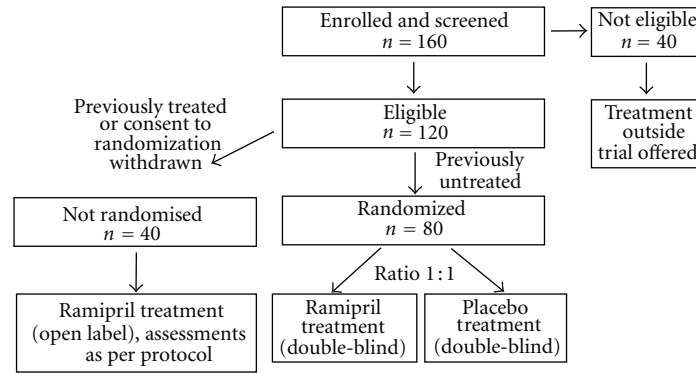 Enrolled and screened
n = 160
Not eligible
n = 40
Previously treated
or consent to
randomization
withdrawn
Eligible
n = 120
Treatment
outside
trial offered
Previously
untreated
Not randomised
n = 40
Randomized
n = 80
Ratio 1 : 1
Ramipril treatment
(open label), assessments
as per protocol
Ramipril
treatment
(double-blind)
Placebo
treatment
(double-blind)